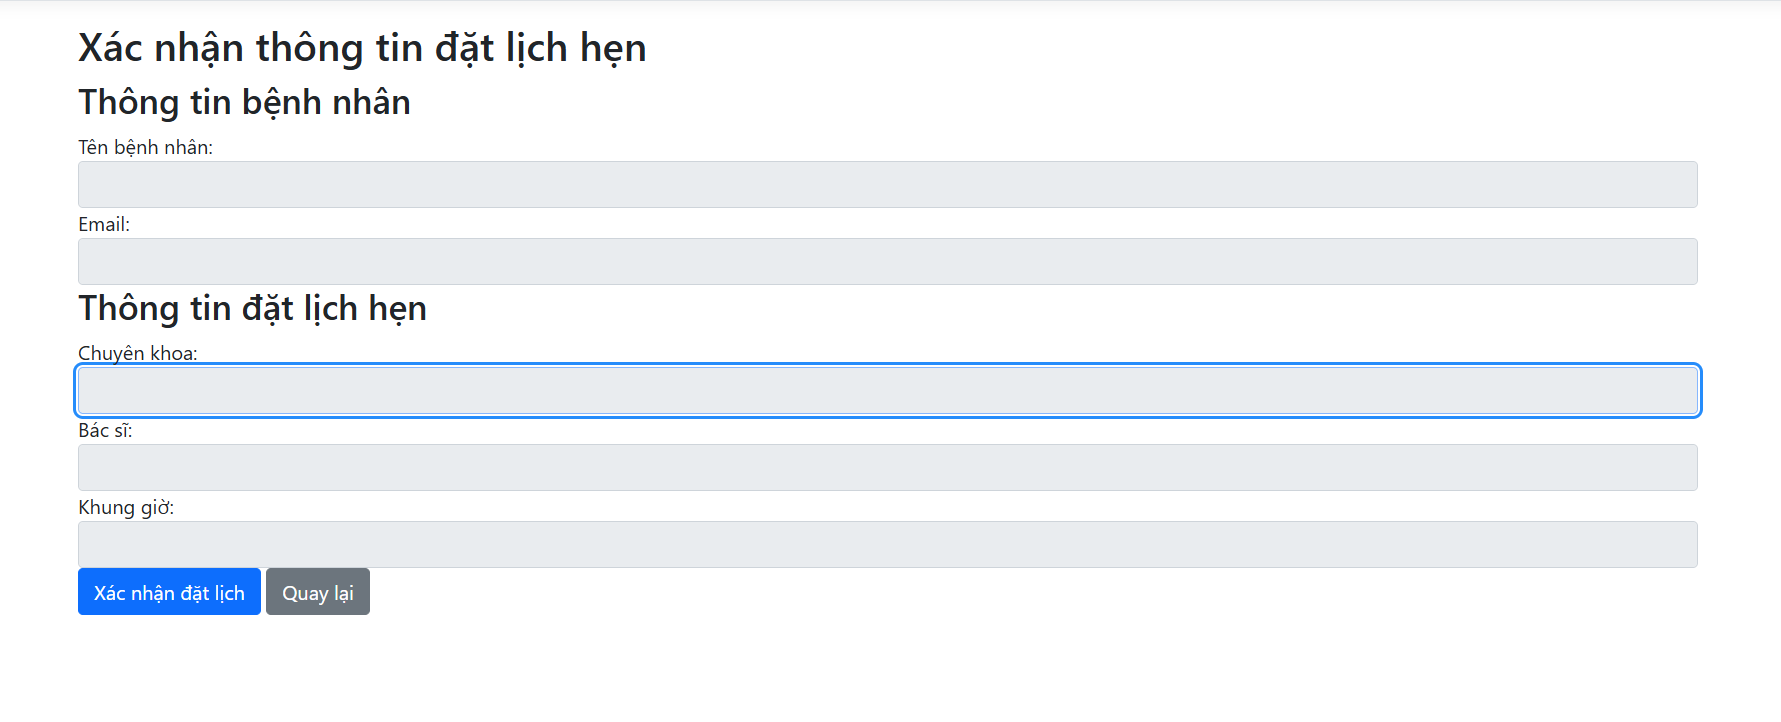 Xác nhận thông tin đặt lịch hẹn
Thông tin bệnh nhân
Tên bệnh nhân:
Email:
Thông tin đặt lịch hẹn
Chuyên khoa:
Bác sĩ:
Khung giờ:
Xác nhận đặt lịch Quay lại